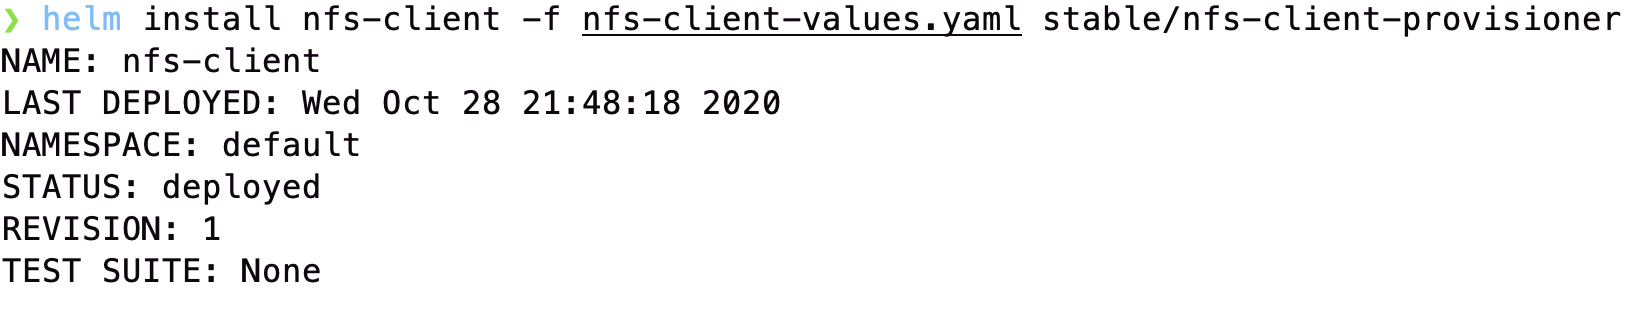 ❯ helm install nfs-client -f nfs-client-values.yaml stable/nfs-client-provisioner
NAME: nfs-client
LAST DEPLOYED: Wed Oct 28 21:48:18 2020
NAMESPACE: default
STATUS: deployed
REVISION: 1
TEST SUITE: None